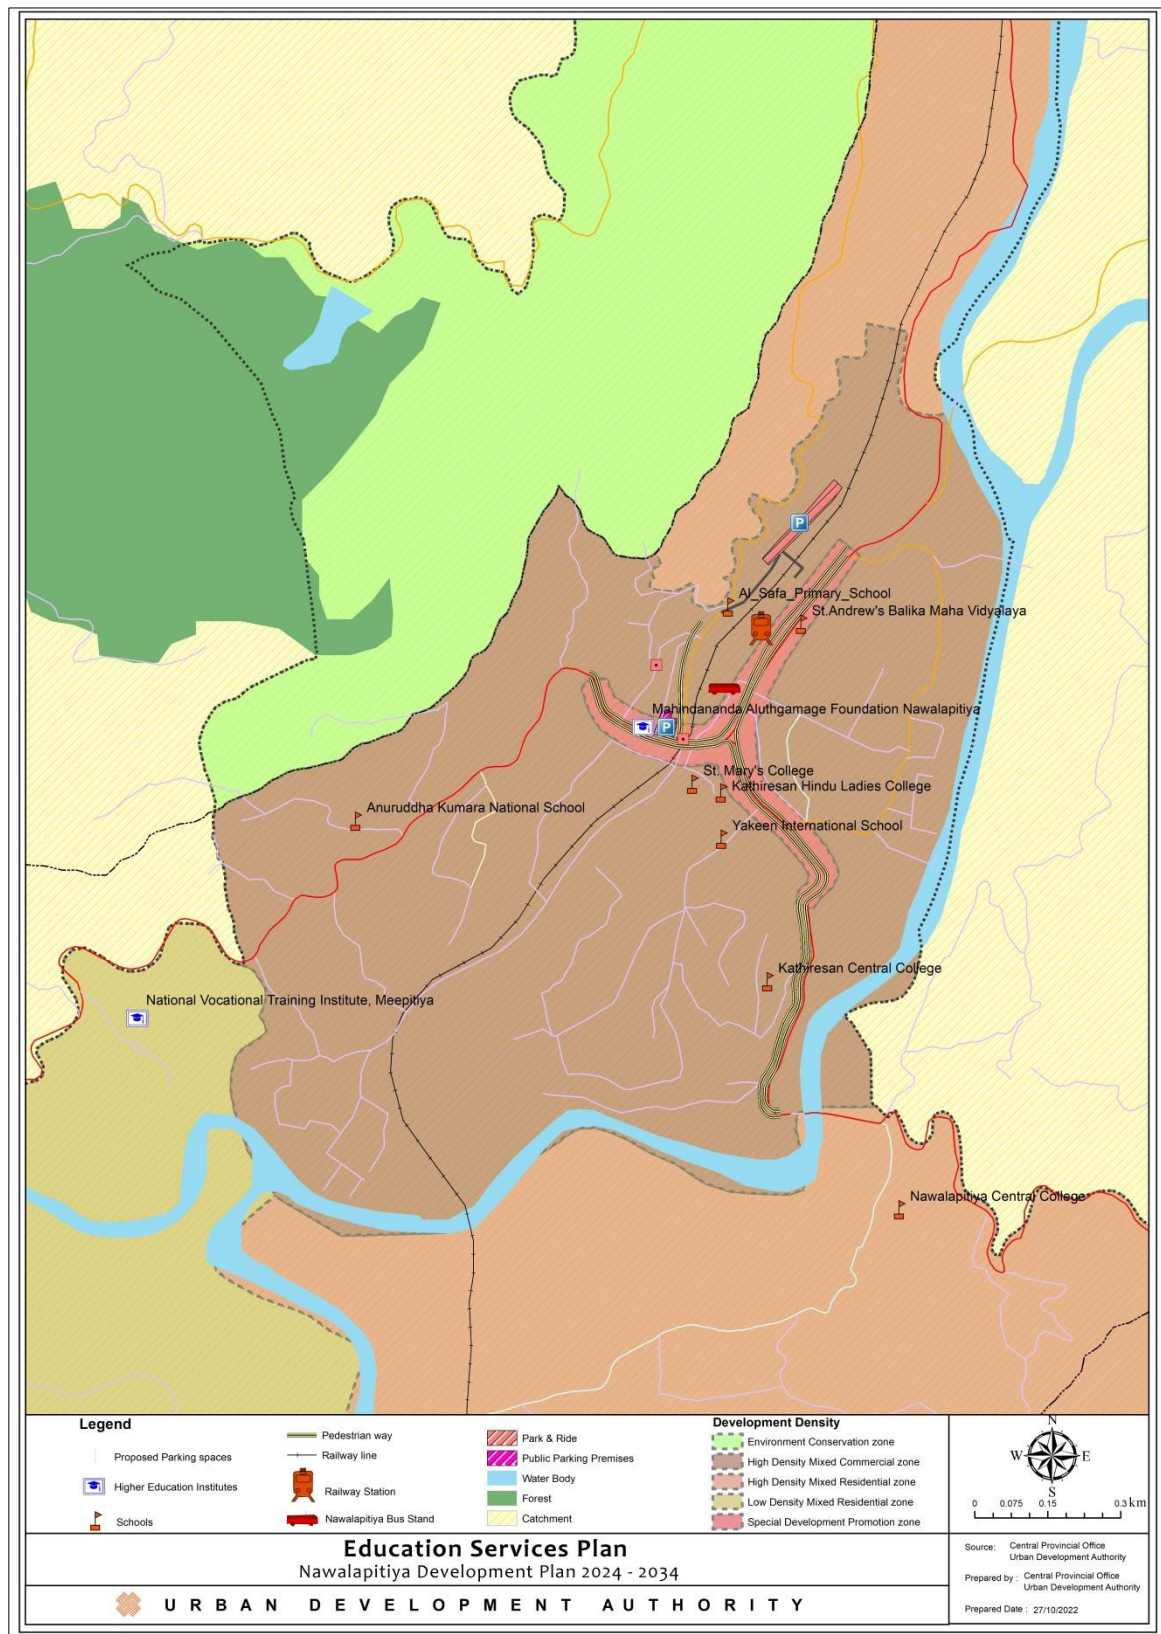 Al_Safa_Primary_School
St.Andrew's Balika Maha Vidyalaya
P
Mahindananda Aluthgamage Foundation Nawalapitiya
P
St. Mary's College
Kathiresan Hindu Ladies College
Anuruddha Kumara National School
Yakeen International School
Kathiresan Central College
National Vocational Training Institute, Meepitiya
Nawalapitiya Central College
Legend
Proposed Parking spaces
Higher Education Institutes
Schools
Pedestrian way
Railway line
Railway Station
Nawalapitiya Bus Stand
Park & Ride
Public Parking Premises
Water Body
Forest
Catchment
Development Density
Environment Conservation zone
High Density Mixed Commercial zone
High Density Mixed Residential zone
Low Density Mixed Residential zone
Special Development Promotion zone
N
W E
S
0 0.075 0.15 0.3 km
Education Services Plan
Nawalapitiya Development Plan 2024 - 2034
URBAN DEVELOPMENT AUTHORITY
Source: Central Provincial Office
Urban Development Authority
Prepared by : Central Provincial Office
Urban Development Authority
Prepared Date : 27/10/2022